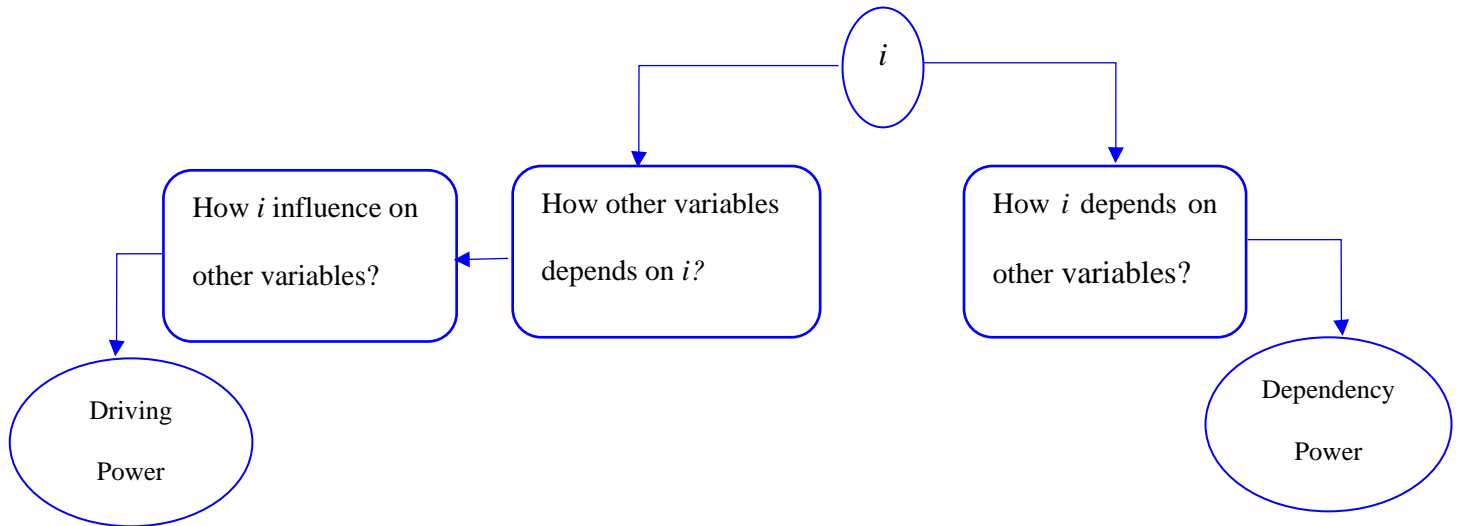 i
How i influence on
other variables?
How other variables
depends on i?
How i depends on
other variables?
Driving
Power
Dependency
Power